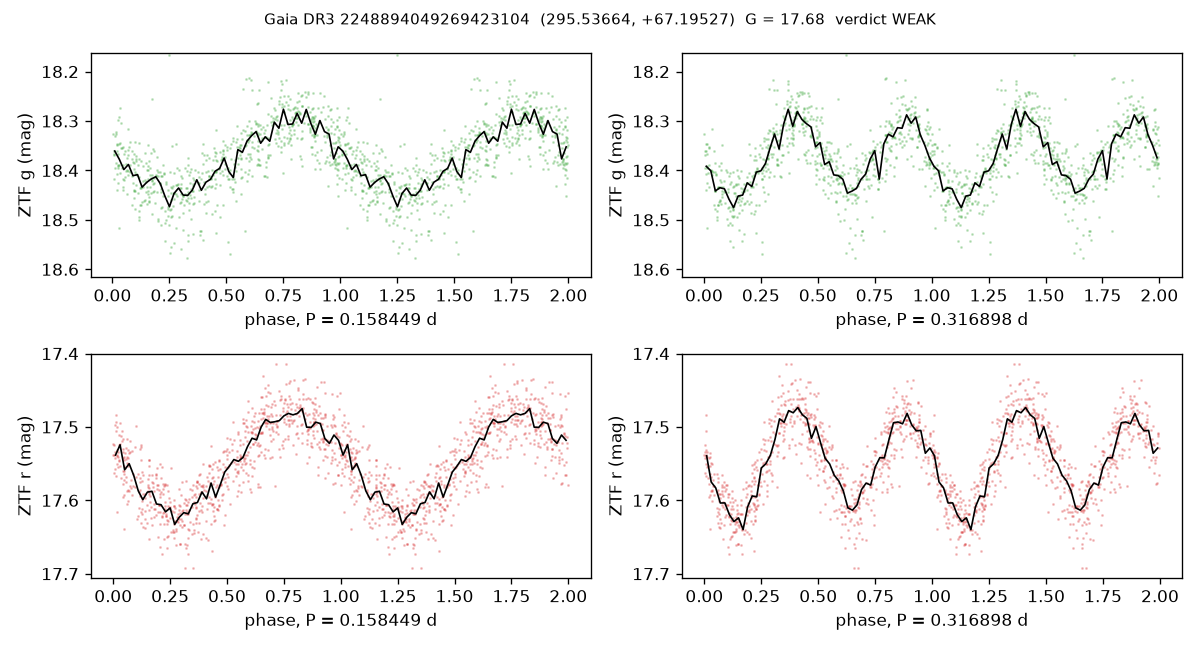 Gaia DR3 2248894049269423104 (295.53664, +67.19527) G = 17.68 verdict WEAK
ZTF g (mag)
18.2
18.3
18.4
18.5
18.6
0.00 0.25 0.50 0.75 1.00 1.25 1.50 1.75 2.00
phase, P = 0.158449 d
ZTF g (mag)
18.2
18.3
18.4
18.5
18.6
0.00 0.25 0.50 0.75 1.00 1.25 1.50 1.75 2.00
phase, P = 0.316898 d
ZTF r (mag)
17.4
17.5
17.6
17.7
0.00 0.25 0.50 0.75 1.00 1.25 1.50 1.75 2.00
phase, P = 0.158449 d
ZTF r (mag)
17.4
17.5
17.6
17.7
0.00 0.25 0.50 0.75 1.00 1.25 1.50 1.75 2.00
phase, P = 0.316898 d